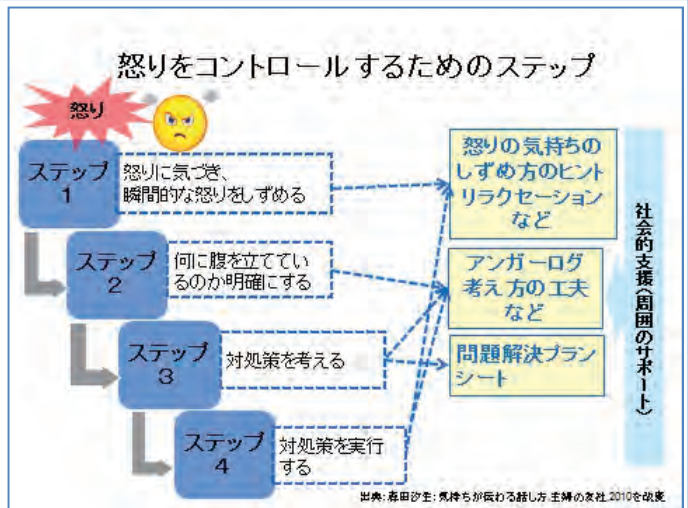 怒りをコントロールするためのステップ
怒り
ステップ
1
怒りに気づき、
瞬間的な怒りをしずめる
ステップ
2
何に腹を立ててい
るのか明確にする
ステップ
3
対処策を考える
ステップ
4
対処策を実行
する
怒りの気持ちの
しずめ方のヒント
リラクセーション
など
アンガーログ
考え方の工夫
など
問題解決プラン
シート
社会的支援(周囲のサポート)
出典:森田汐生:気持ちが伝わる話し方.主婦の友社,2010を改変